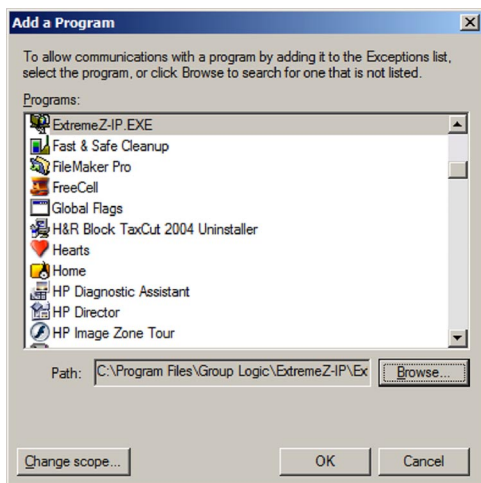 Add a Program
To allow communications with a program by adding it to the Exceptions list,
select the program, or click Browse to search for one that is not listed.
Programs:
ExtremeZ-IP.EXE
Fast & Safe Cleanup
FileMaker Pro
FreeCell
Global Flags
H&R Block TaxCut 2004 Uninstaller
Hearts
Home
HP Diagnostic Assistant
HP Director
HP Image Zone Tour
Path: C:\Program Files\Group Logic\ExtremeZ-IP\Ex Browse...
Change scope... OK Cancel